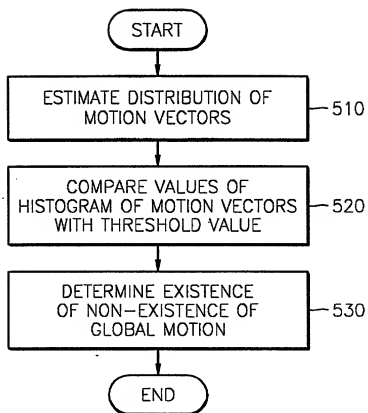 START
ESTIMATE DISTRIBUTION OF
MOTION VECTORS
510
COMPARE VALUES OF
HISTOGRAM OF MOTION VECTORS
WITH THRESHOLD VALUE
520
DETERMINE EXISTENCE
OF NON-EXISTENCE OF
GLOBAL MOTION
530
END